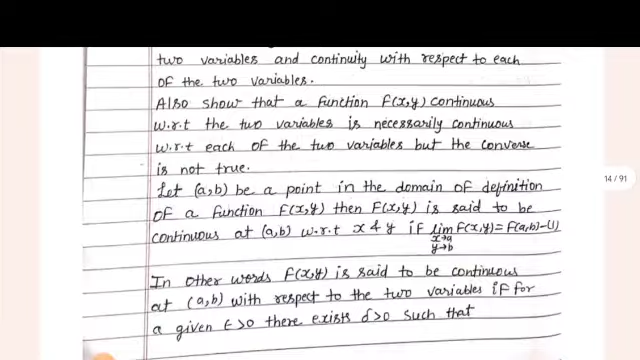 two variables and continuity with respect to each
of the two variables.
Also show that a function F(x,y) continuous
w.r.t the two variables is necessarily continuous
w.r.t each of the two variables but the converse
is not true.
Let (a,b) be a point in the domain of definition
of a function F(x,y) then F(x,y) is said to be
continuous at (a,b) w.r.t x & y if lim F(x,y) = F(a,b) -(1)
x→a
y→b
In other words F(x,y) is said to be continuous
at (a,b) with respect to the two variables if for
a given ϵ>0 there exists δ>0 such that
14 / 91